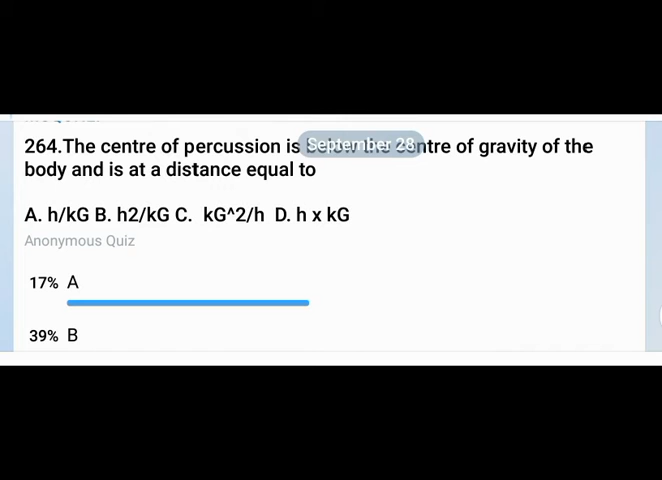 264.The centre of percussion is below the centre of gravity of the
September 28
body and is at a distance equal to
A. h/kG B. h2/kG C. kG^2/h D. h x kG
Anonymous Quiz
17% A
39% B